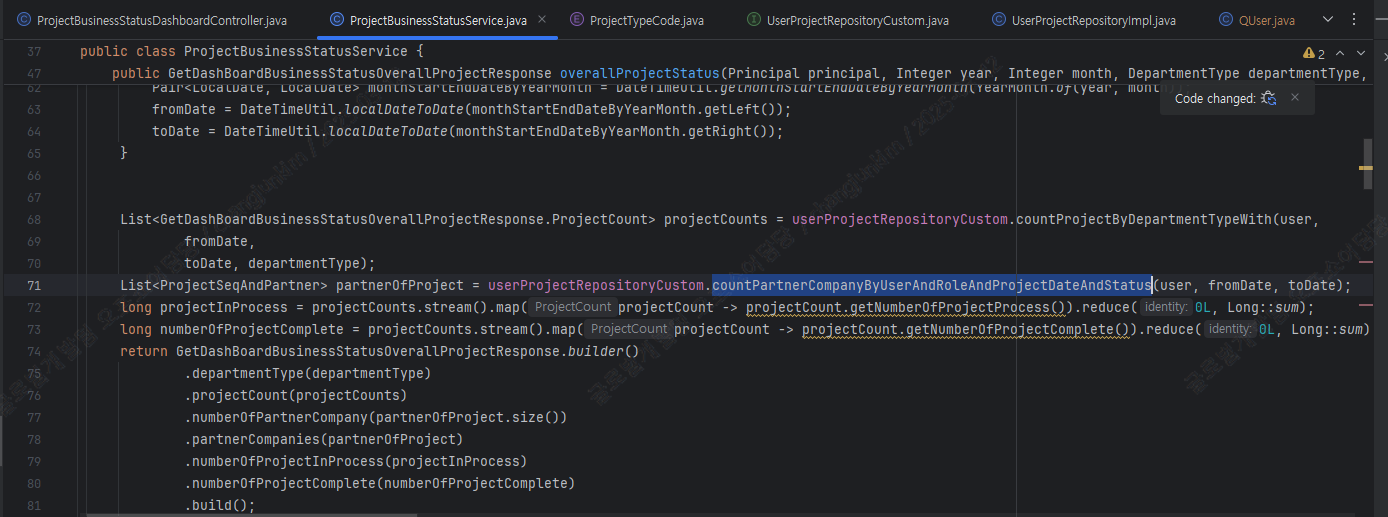 ProjectBusinessStatusDashboardController.java ProjectBusinessStatusService.java ProjectTypeCode.java UserProjectRepositoryCustom.java UserProjectRepositoryImpl.java QUser.java
37 public class ProjectBusinessStatusService {
2
47 public GetDashBoardBusinessStatusOverallProjectResponse overallProjectStatus(Principal principal, Integer year, Integer month, DepartmentType departmentType,
62 Pair<LocalDate, LocalDate> monthStartEndDateByYearMonth = DateTimeUtil.getMonthStartEndDateByYearMonth(YearMonth.of(year, month
Code changed:
63 fromDate = DateTimeUtil.localDateToDate(monthStartEndDateByYearMonth.getLeft());
64 toDate = DateTimeUtil.localDateToDate(monthStartEndDateByYearMonth.getRight());
65 }
66
67
68 List<GetDashBoardBusinessStatusOverallProjectResponse.ProjectCount> projectCounts = userProjectRepositoryCustom.countProjectByDepartmentTypeWith(user,
69 fromDate,
70 toDate, departmentType);
71 List<ProjectSeqAndPartner> partnerOfProject = userProjectRepositoryCustom.countPartnerCompanyByUserAndRoleAndProjectDateAndStatus(user, fromDate, toDate);
72 long projectInProcess = projectCounts.stream().map( ProjectCount projectCount -> projectCount.getNumberOfProjectProcess()).reduce( identity: 0L, Long::sum);
73 long numberOfProjectComplete = projectCounts.stream().map( ProjectCount projectCount -> projectCount.getNumberOfProjectComplete()).reduce( identity: 0L, Long::sum)
74 return GetDashBoardBusinessStatusOverallProjectResponse.builder()
75 .departmentType(departmentType)
76 .projectCount(projectCounts)
77 .numberOfPartnerCompany(partnerOfProject.size())
78 .partnerCompanies(partnerOfProject)
79 .numberOfProjectInProcess(projectInProcess)
80 .numberOfProjectComplete(numberOfProjectComplete)
81 .build();